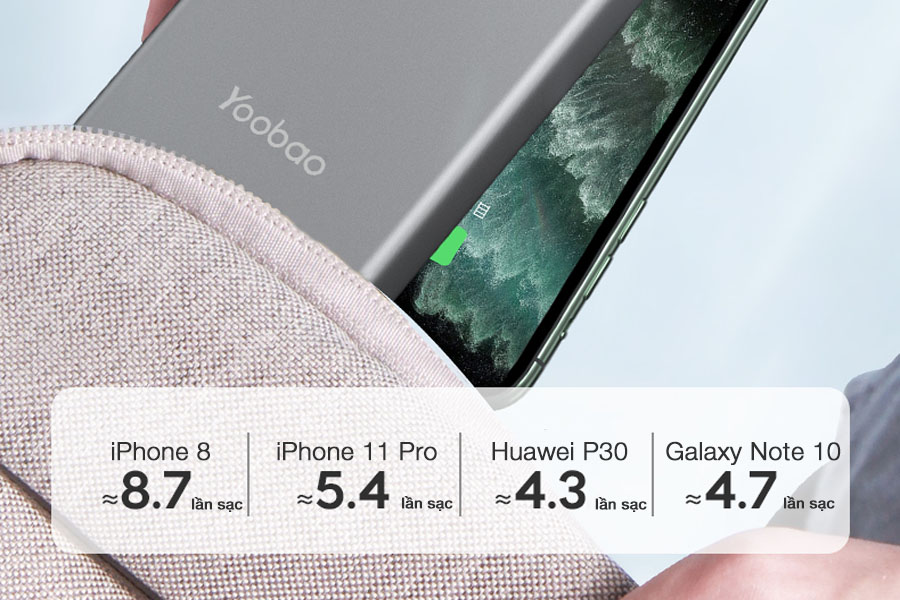 Yoobao
iPhone 8
≈8.7 lần sạc
iPhone 11 Pro
≈5.4 lần sạc
Huawei P30
≈4.3 lần sạc
Galaxy Note 10
≈4.7 lần sạc